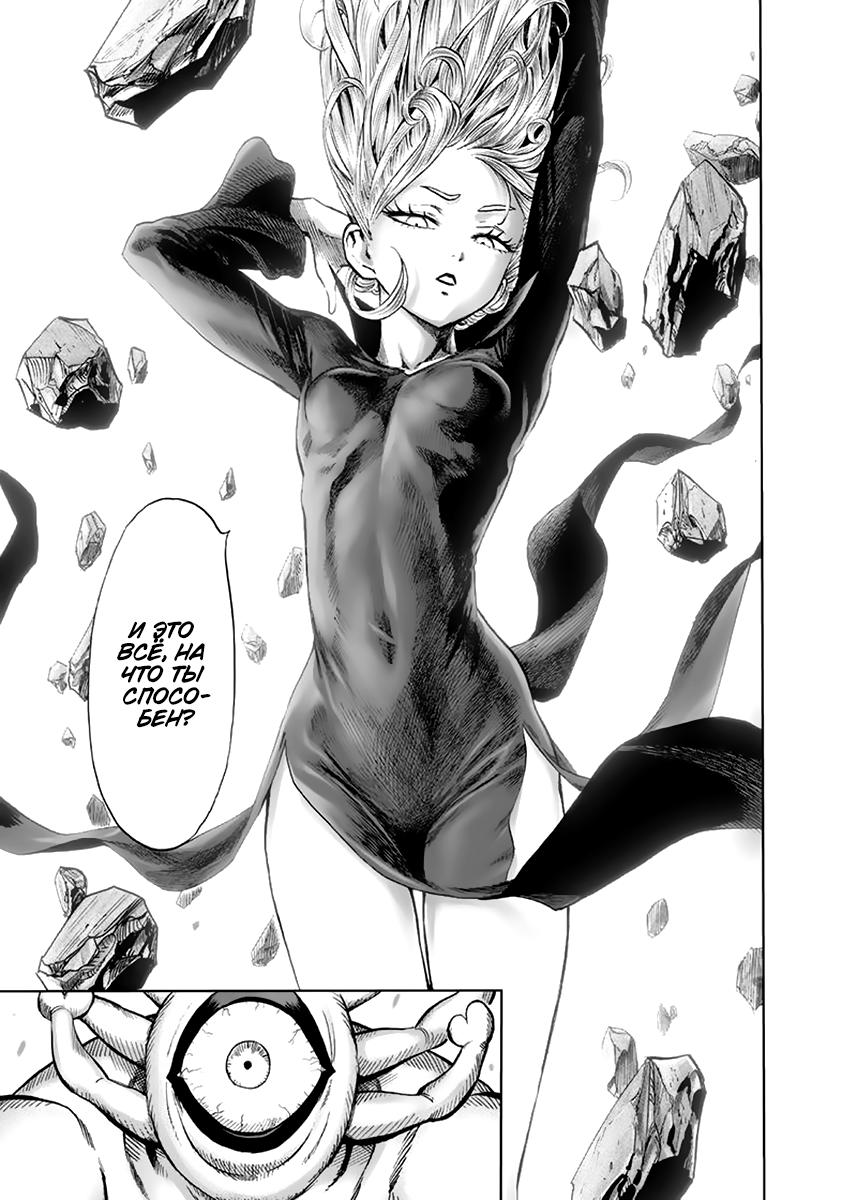 И ЭТО
ВСЁ, НА
ЧТО ТЫ
СПОСО-
БЕН?